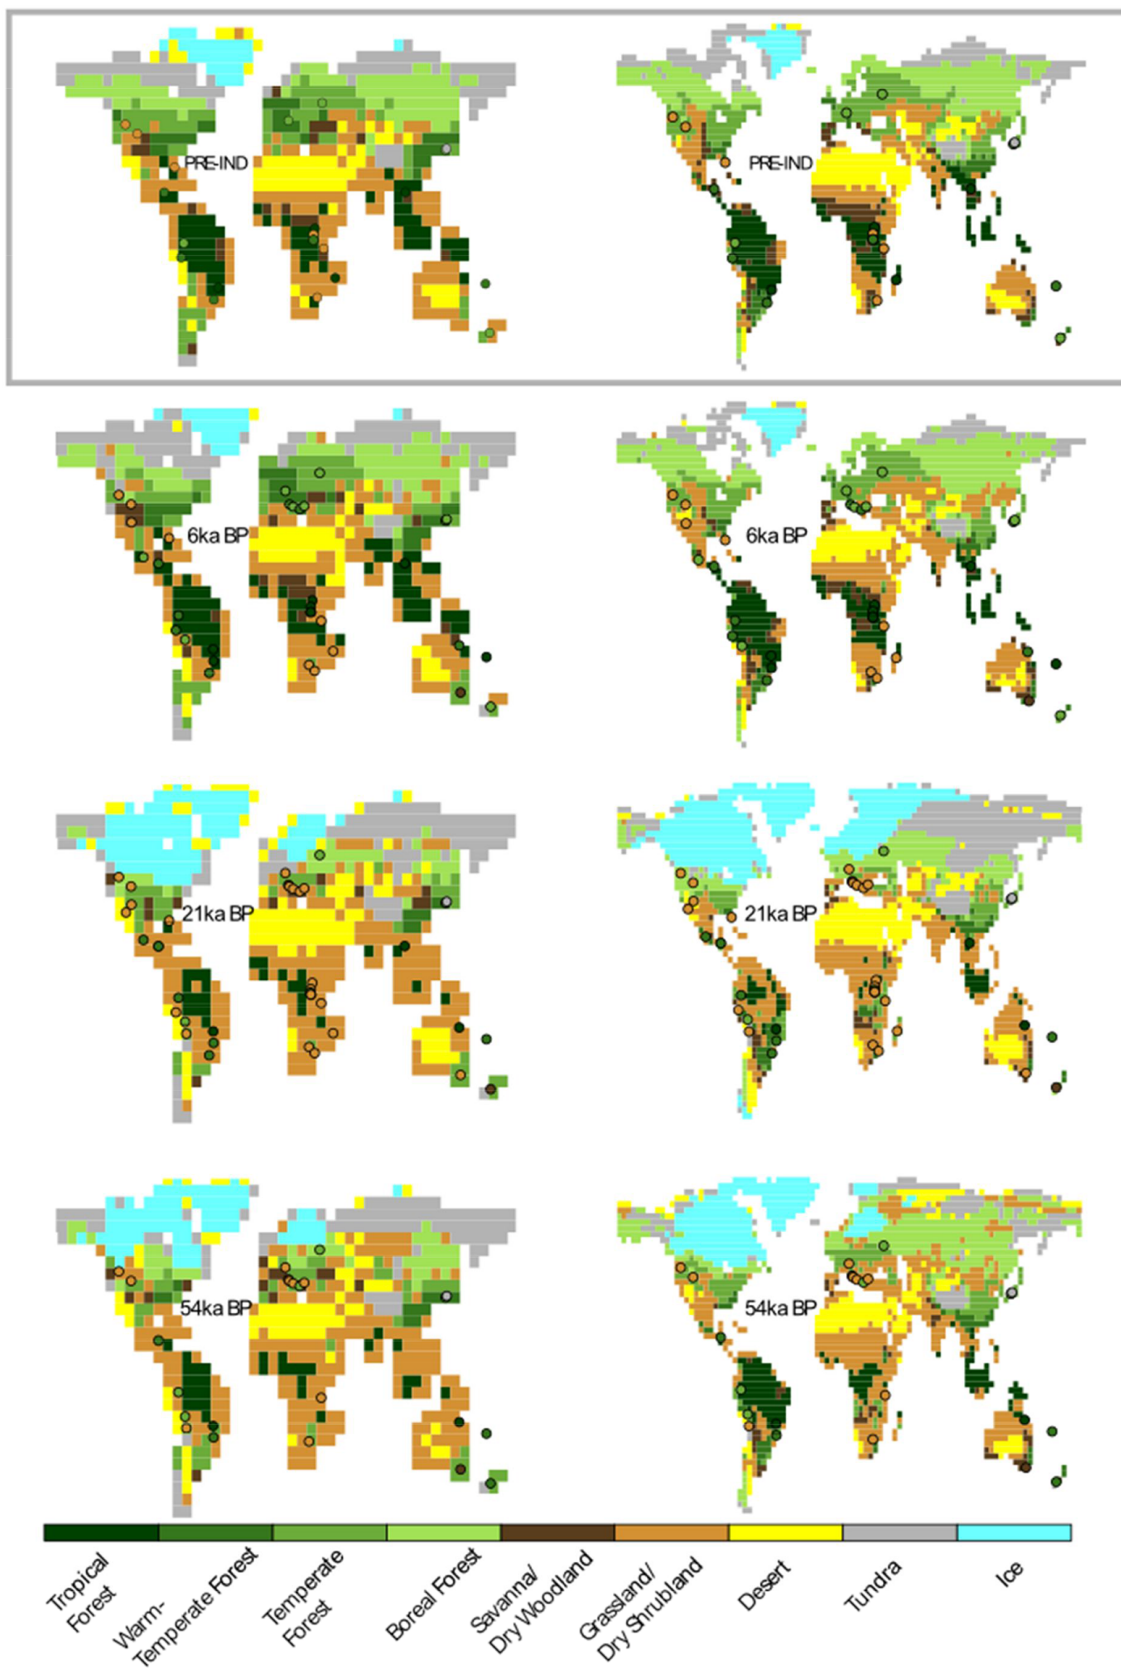 PRE-IND
PRE-IND
6ka BP
6ka BP
21ka BP
21ka BP
54ka BP
54ka BP
Tropical
Forest
Warm-
Temperate Forest
Temperate
Forest
Boreal Forest
Savanna/
Dry Woodland
Grassland/
Dry Shrubland
Desert
Tundra
Ice